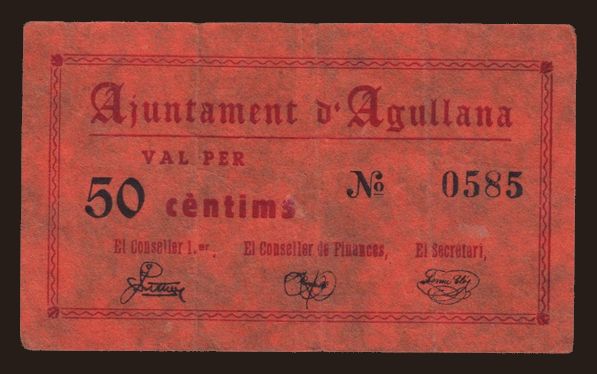 Ajuntament d'Agullana
VAL PER
50 cèntims
Nº 0585
El Conseller 1.er, El Conseller de Finances, El Secretari,